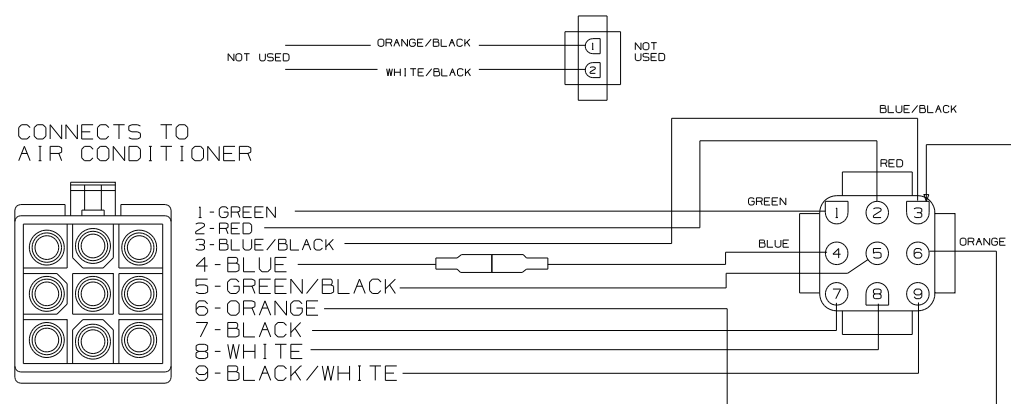 ORANGE/BLACK
1
NOT USED
NOT
USED
WHITE/BLACK
2
BLUE/BLACK
CONNECTS TO
AIR CONDITIONER
RED
GREEN
1-GREEN
2-RED
3-BLUE/BLACK
4-BLUE
5-GREEN/BLACK
6-ORANGE
7-BLACK
8-WHITE
9-BLACK/WHITE
1 2 3
BLUE
4 5 6
ORANGE
7 8 9